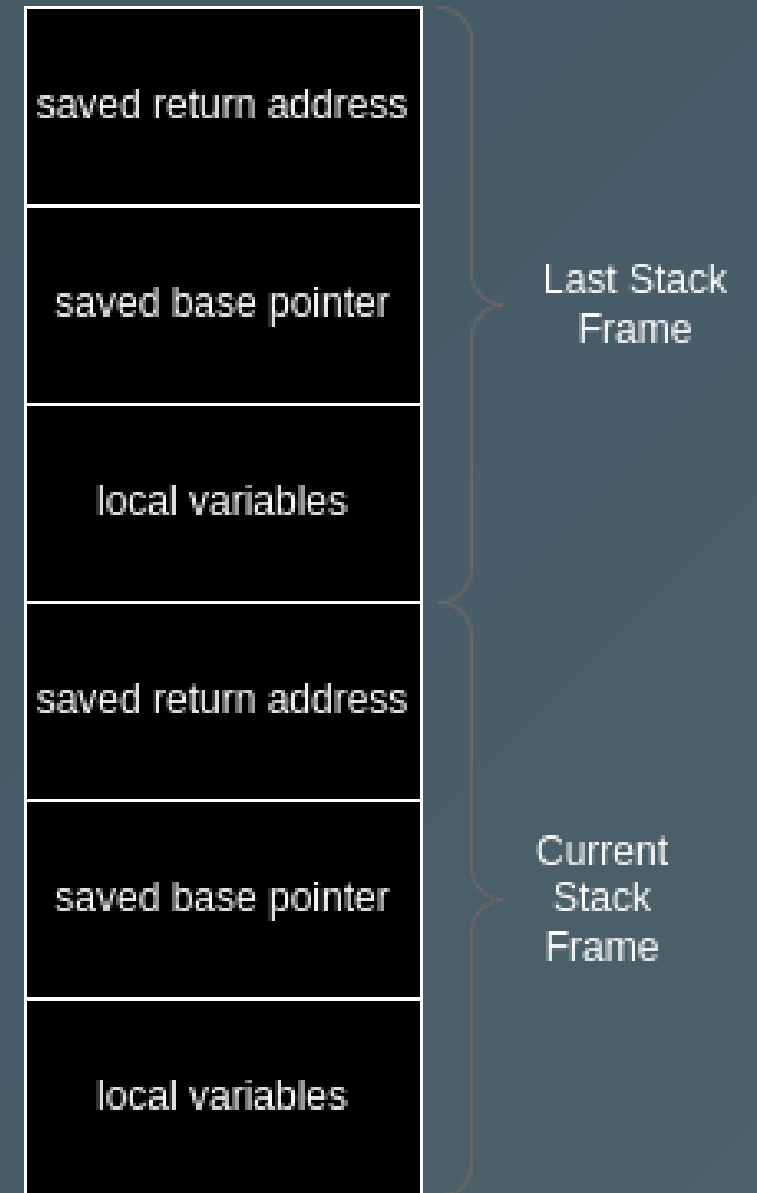 saved return address
saved base pointer
Last Stack
Frame
local variables
saved return address
saved base pointer
Current
Stack
Frame
local variables